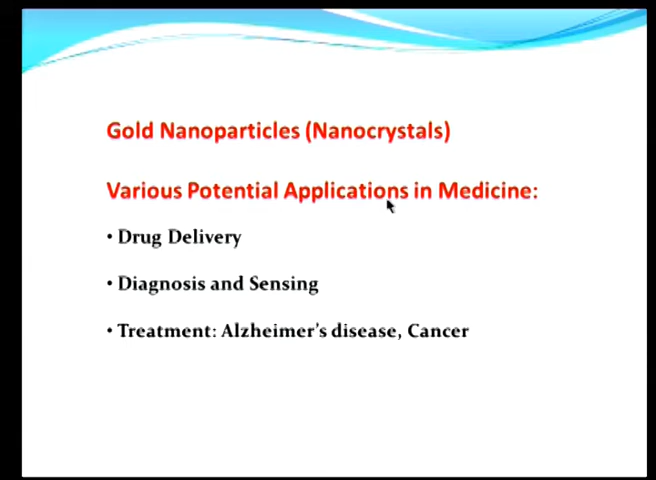 Gold Nanoparticles (Nanocrystals)
Various Potential Applications in Medicine:
• Drug Delivery
• Diagnosis and Sensing
• Treatment: Alzheimer's disease, Cancer